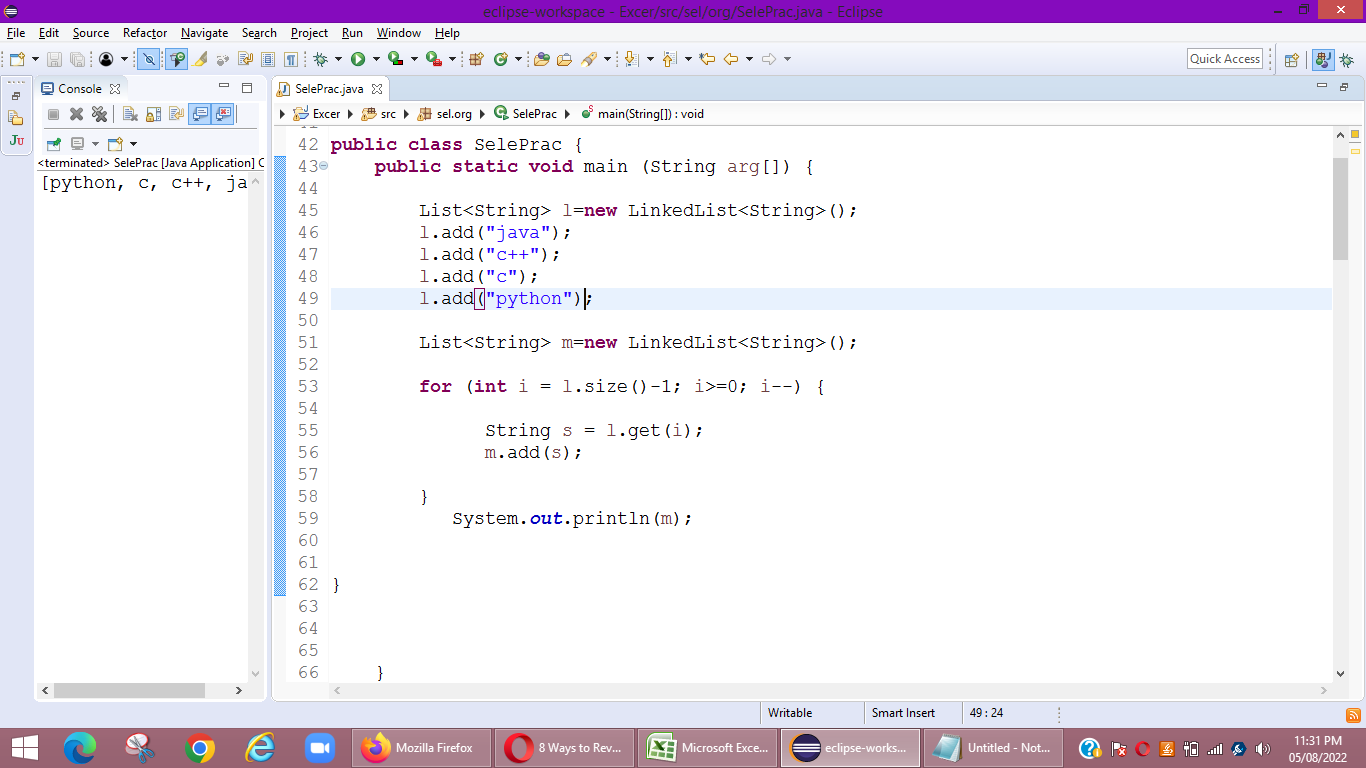 eclipse-workspace - Excer/src/sel/org/SelePrac.java - Eclipse
File Edit Source Refactor Navigate Search Project Run Window Help
Quick Access
Console
SelePrac.java
Excer src sel.org SelePrac main(String[]) : void
<terminated> SelePrac [Java Application] C
[python, c, c++, ja
42 public class SelePrac {
43 public static void main (String arg[]) {
44
45 List<String> l=new LinkedList<String>();
46 l.add("java");
47 l.add("c++");
48 l.add("c");
49 l.add("python");
50
51 List<String> m=new LinkedList<String>();
52
53 for (int i = l.size()-1; i>=0; i--) {
54
55 String s = l.get(i);
56 m.add(s);
57
58 }
59 System.out.println(m);
60
61
62 }
63
64
65
66 }
Writable Smart Insert 49 : 24
Mozilla Firefox 8 Ways to Rev... Microsoft Exce... eclipse-works... Untitled - Not...
11:31 PM
05/08/2022